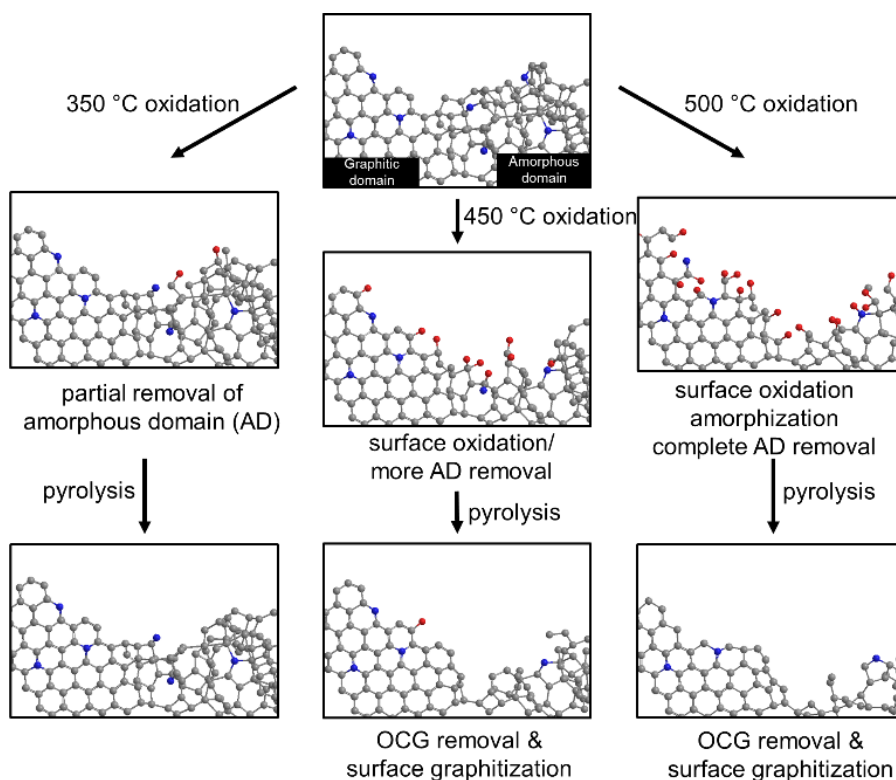 350 °C oxidation
500 °C oxidation
Graphitic
domain
Amorphous
domain
450 °C oxidation
partial removal of
amorphous domain (AD)
surface oxidation/
more AD removal
surface oxidation
amorphization
complete AD removal
pyrolysis
pyrolysis
pyrolysis
OCG removal &
surface graphitization
OCG removal &
surface graphitization